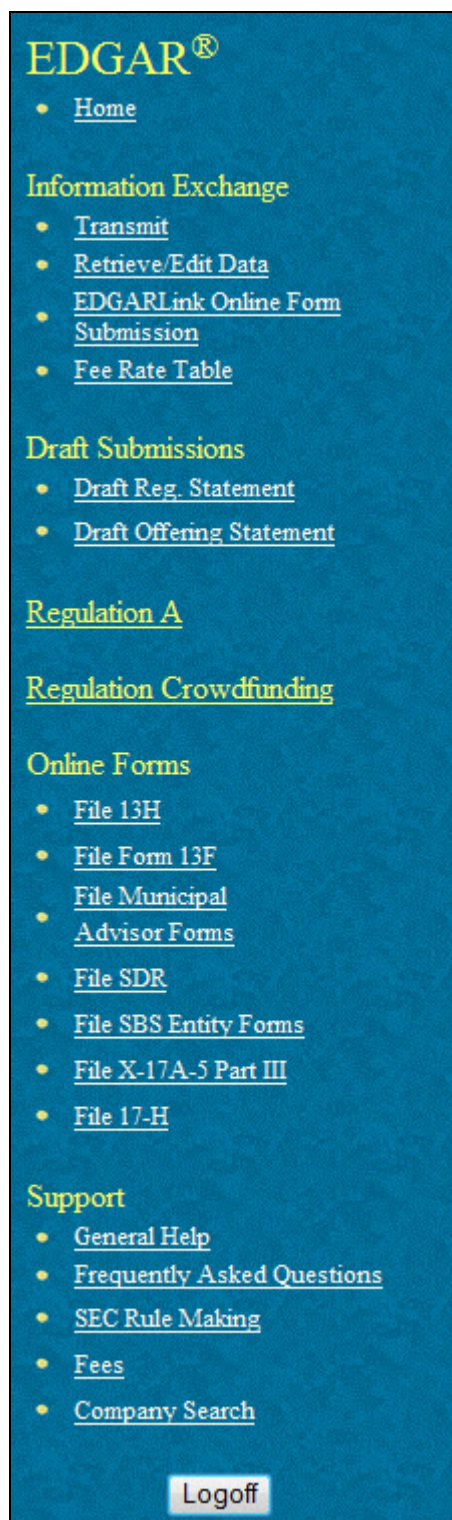 EDGAR®
Home
Information Exchange
Transmit
Retrieve/Edit Data
EDGARLink Online Form
Submission
Fee Rate Table
Draft Submissions
Draft Reg. Statement
Draft Offering Statement
Regulation A
Regulation Crowdfunding
Online Forms
File 13H
File Form 13F
File Municipal
Advisor Forms
File SDR
File SBS Entity Forms
File X-17A-5 Part III
File 17-H
Support
General Help
Frequently Asked Questions
SEC Rule Making
Fees
Company Search
Logoff